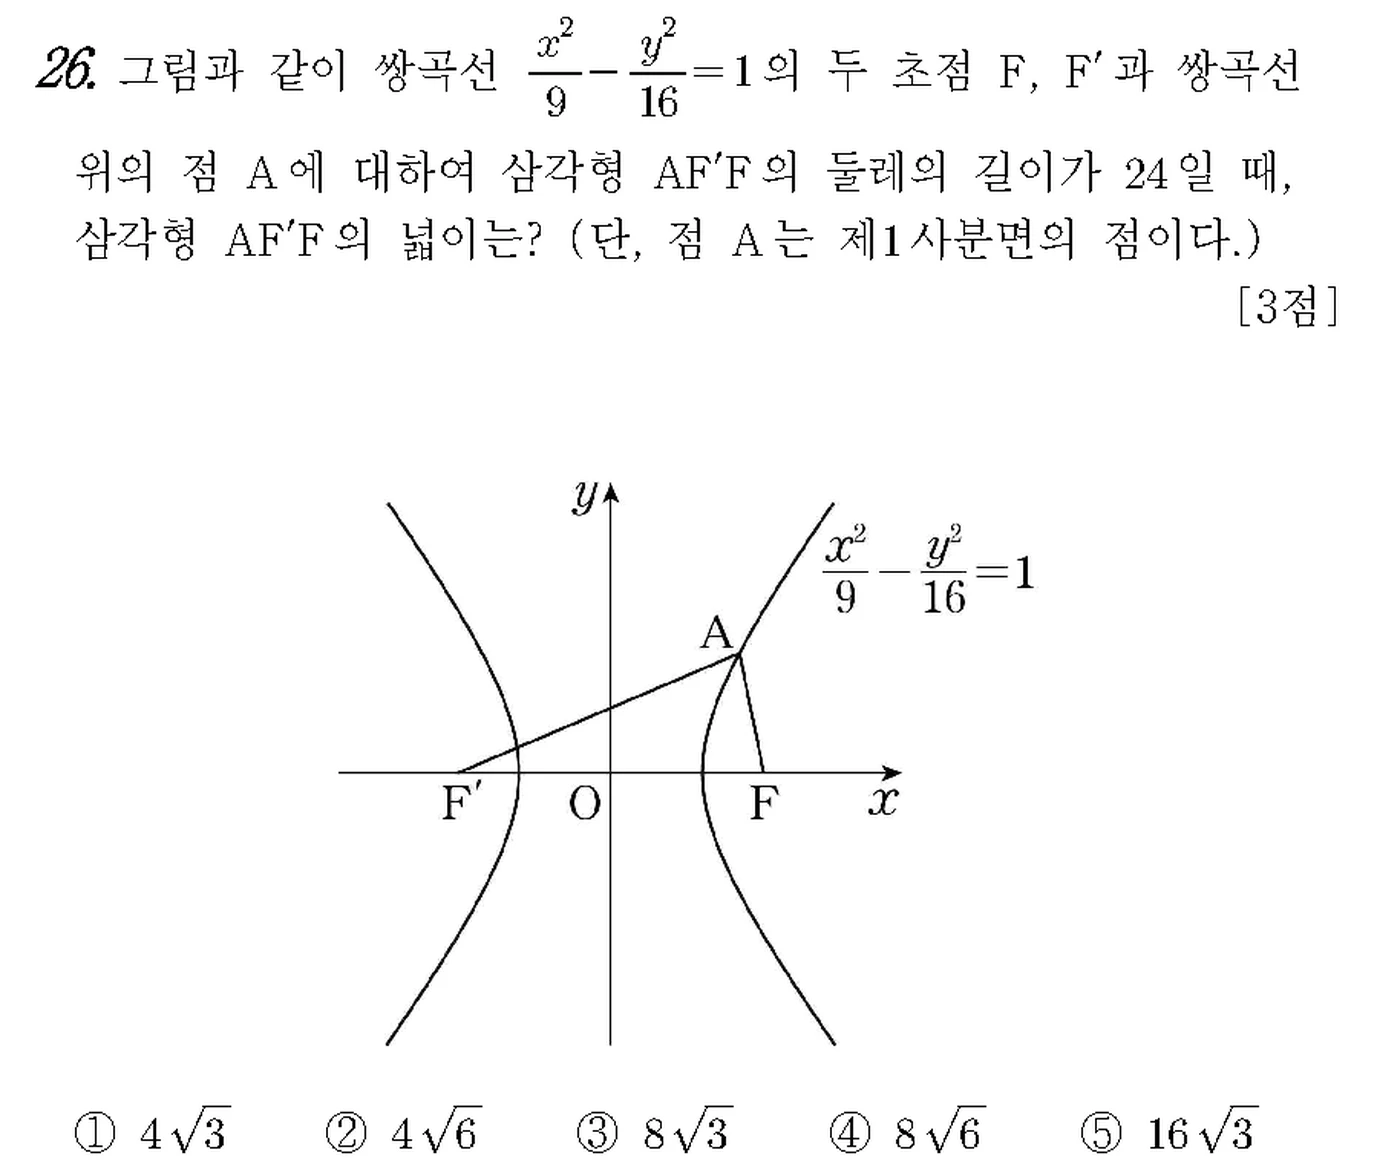 26. 그림과 같이 쌍곡선 x²/9 − y²/16 = 1의 두 초점 F, F′과 쌍곡선
위의 점 A에 대하여 삼각형 AF′F의 둘레의 길이가 24일 때,
삼각형 AF′F의 넓이는? (단, 점 A는 제1사분면의 점이다.)
[3점]
y
x²/9 − y²/16 = 1
A
F′ O F x
① 4√3 ② 4√6 ③ 8√3 ④ 8√6 ⑤ 16√3